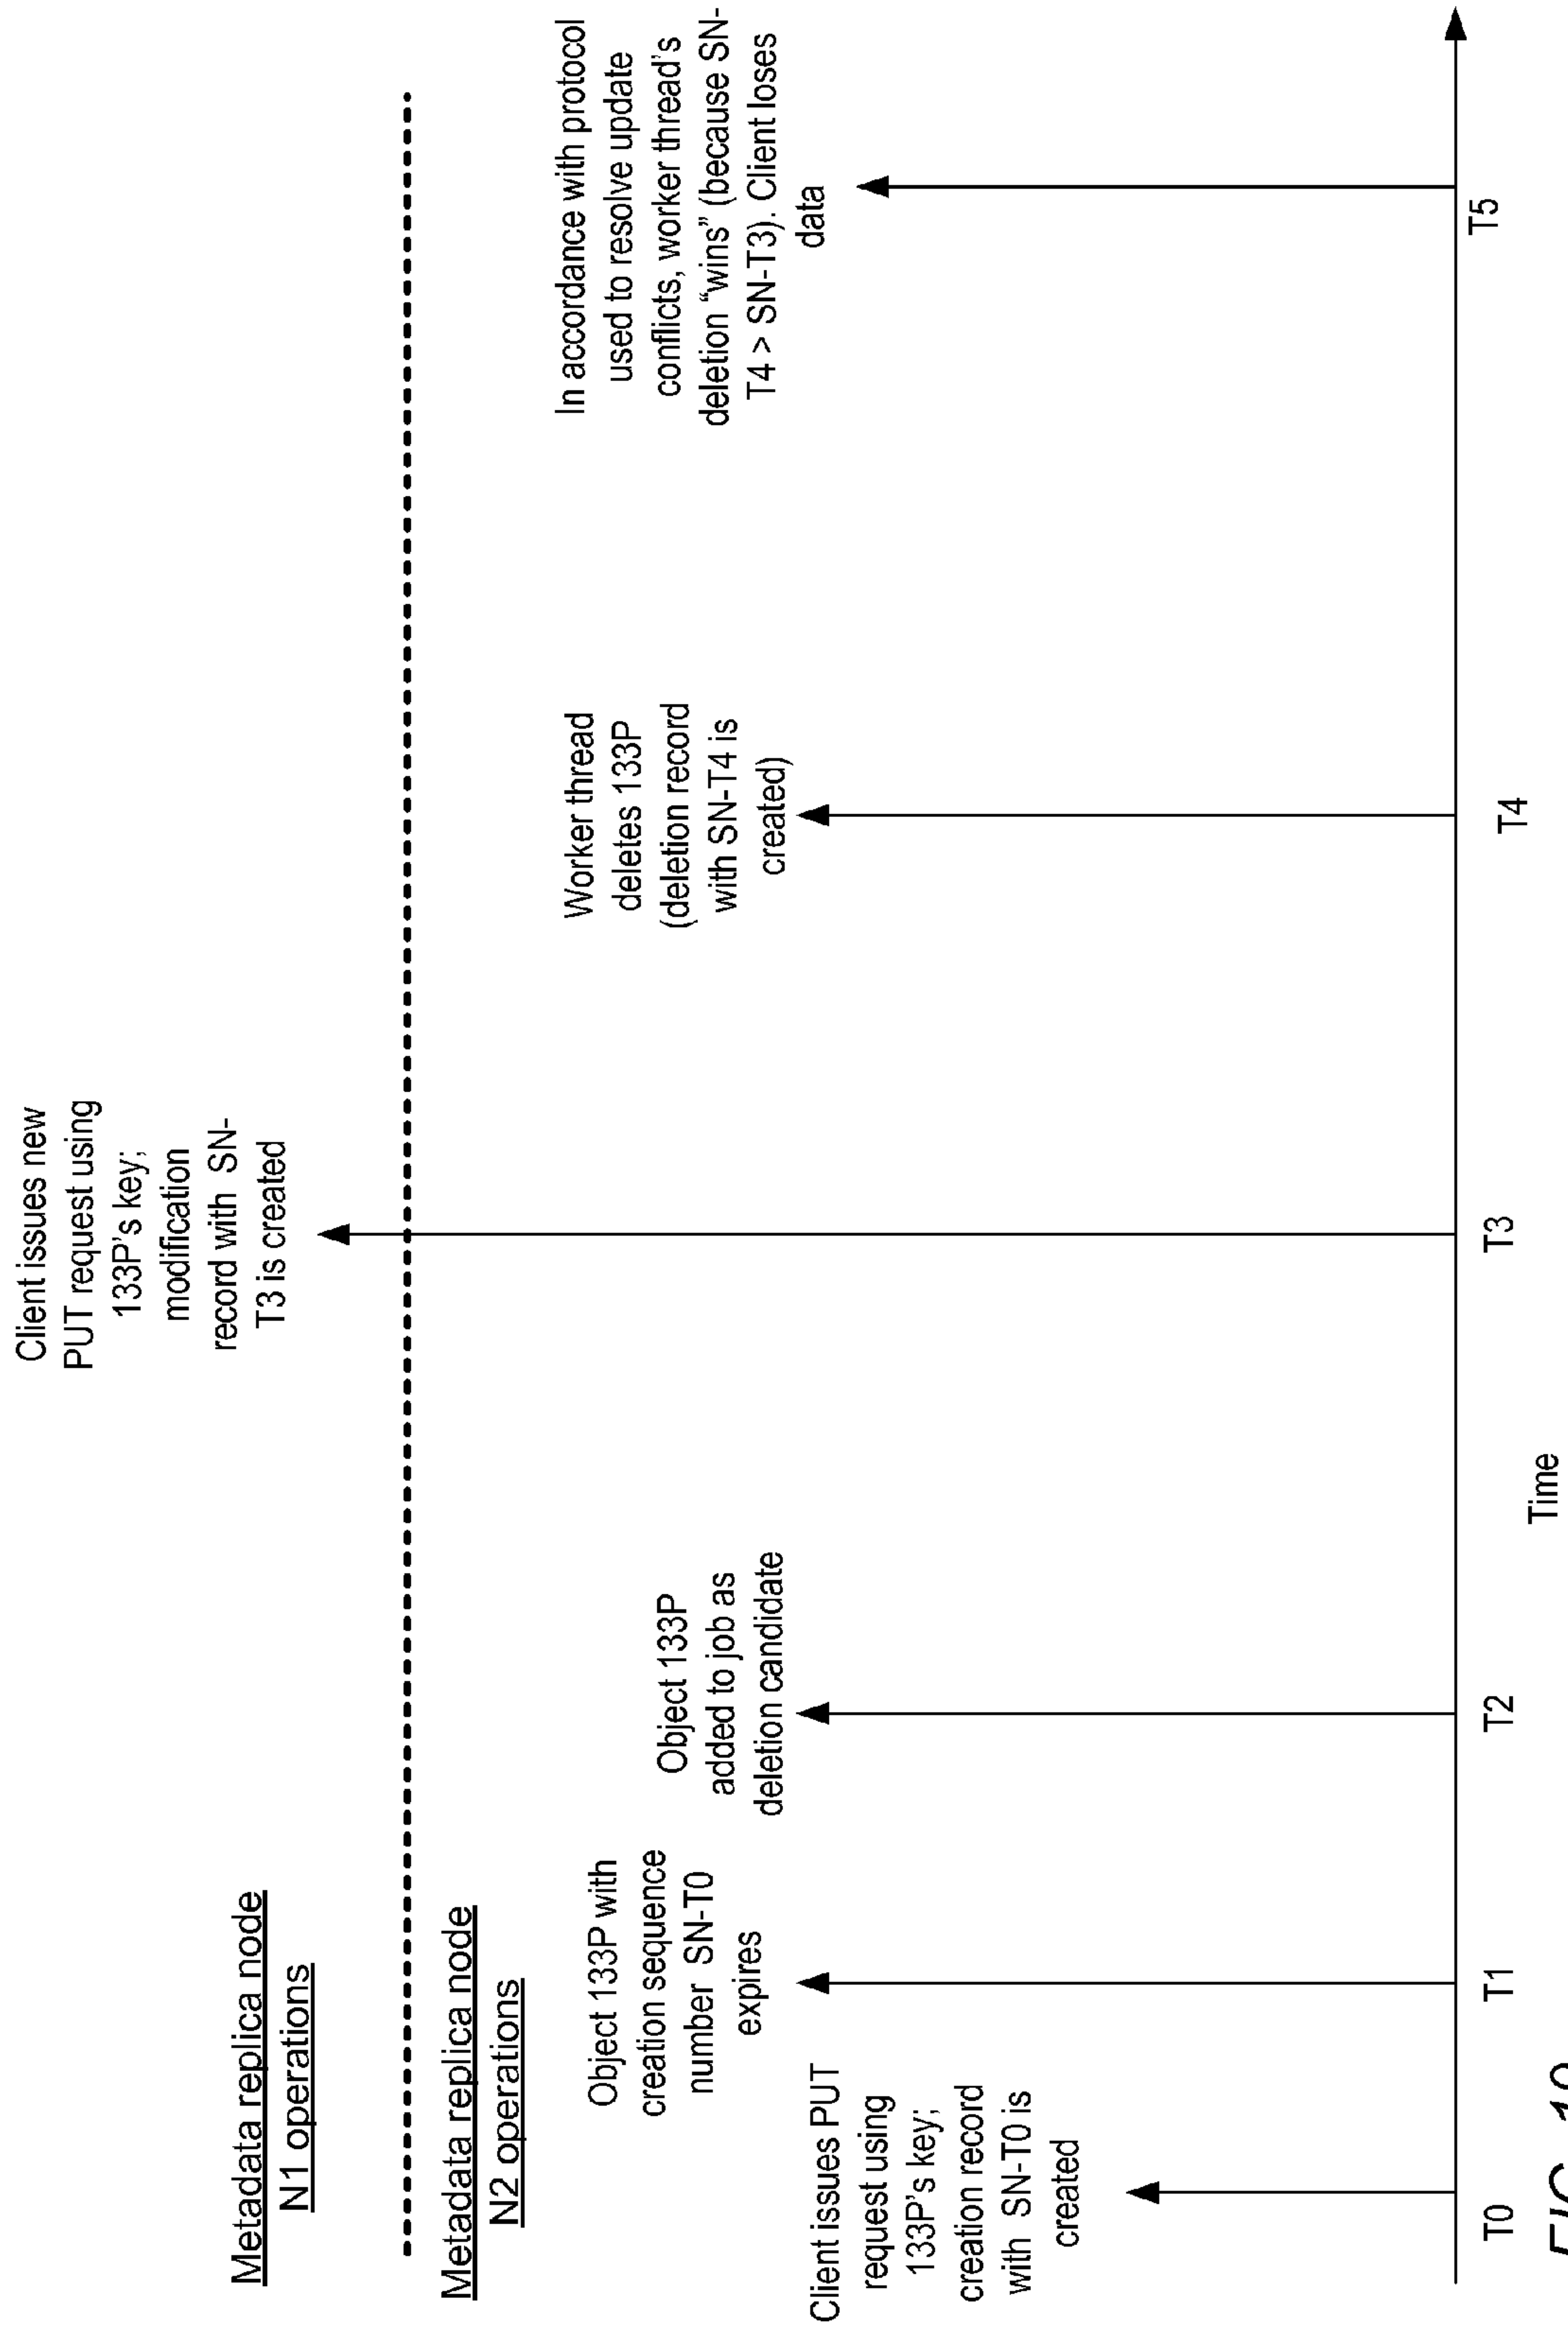 Metadata replica node
N1 operations
Client issues new
PUT request using
133P's key;
modification
record with SN-
T3 is created
Metadata replica node
N2 operations
Client issues PUT
request using
133P's key;
creation record
with SN-T0 is
created
Object 133P with
creation sequence
number SN-T0
expires
Object 133P
added to job as
deletion candidate
Worker thread
deletes 133P
(deletion record
with SN-T4 is
created)
In accordance with protocol
used to resolve update
conflicts, worker thread's
deletion “wins” (because SN-
T4 > SN-T3). Client loses
data
T0
T1
T2
T3
T4
T5
Time
FIG.